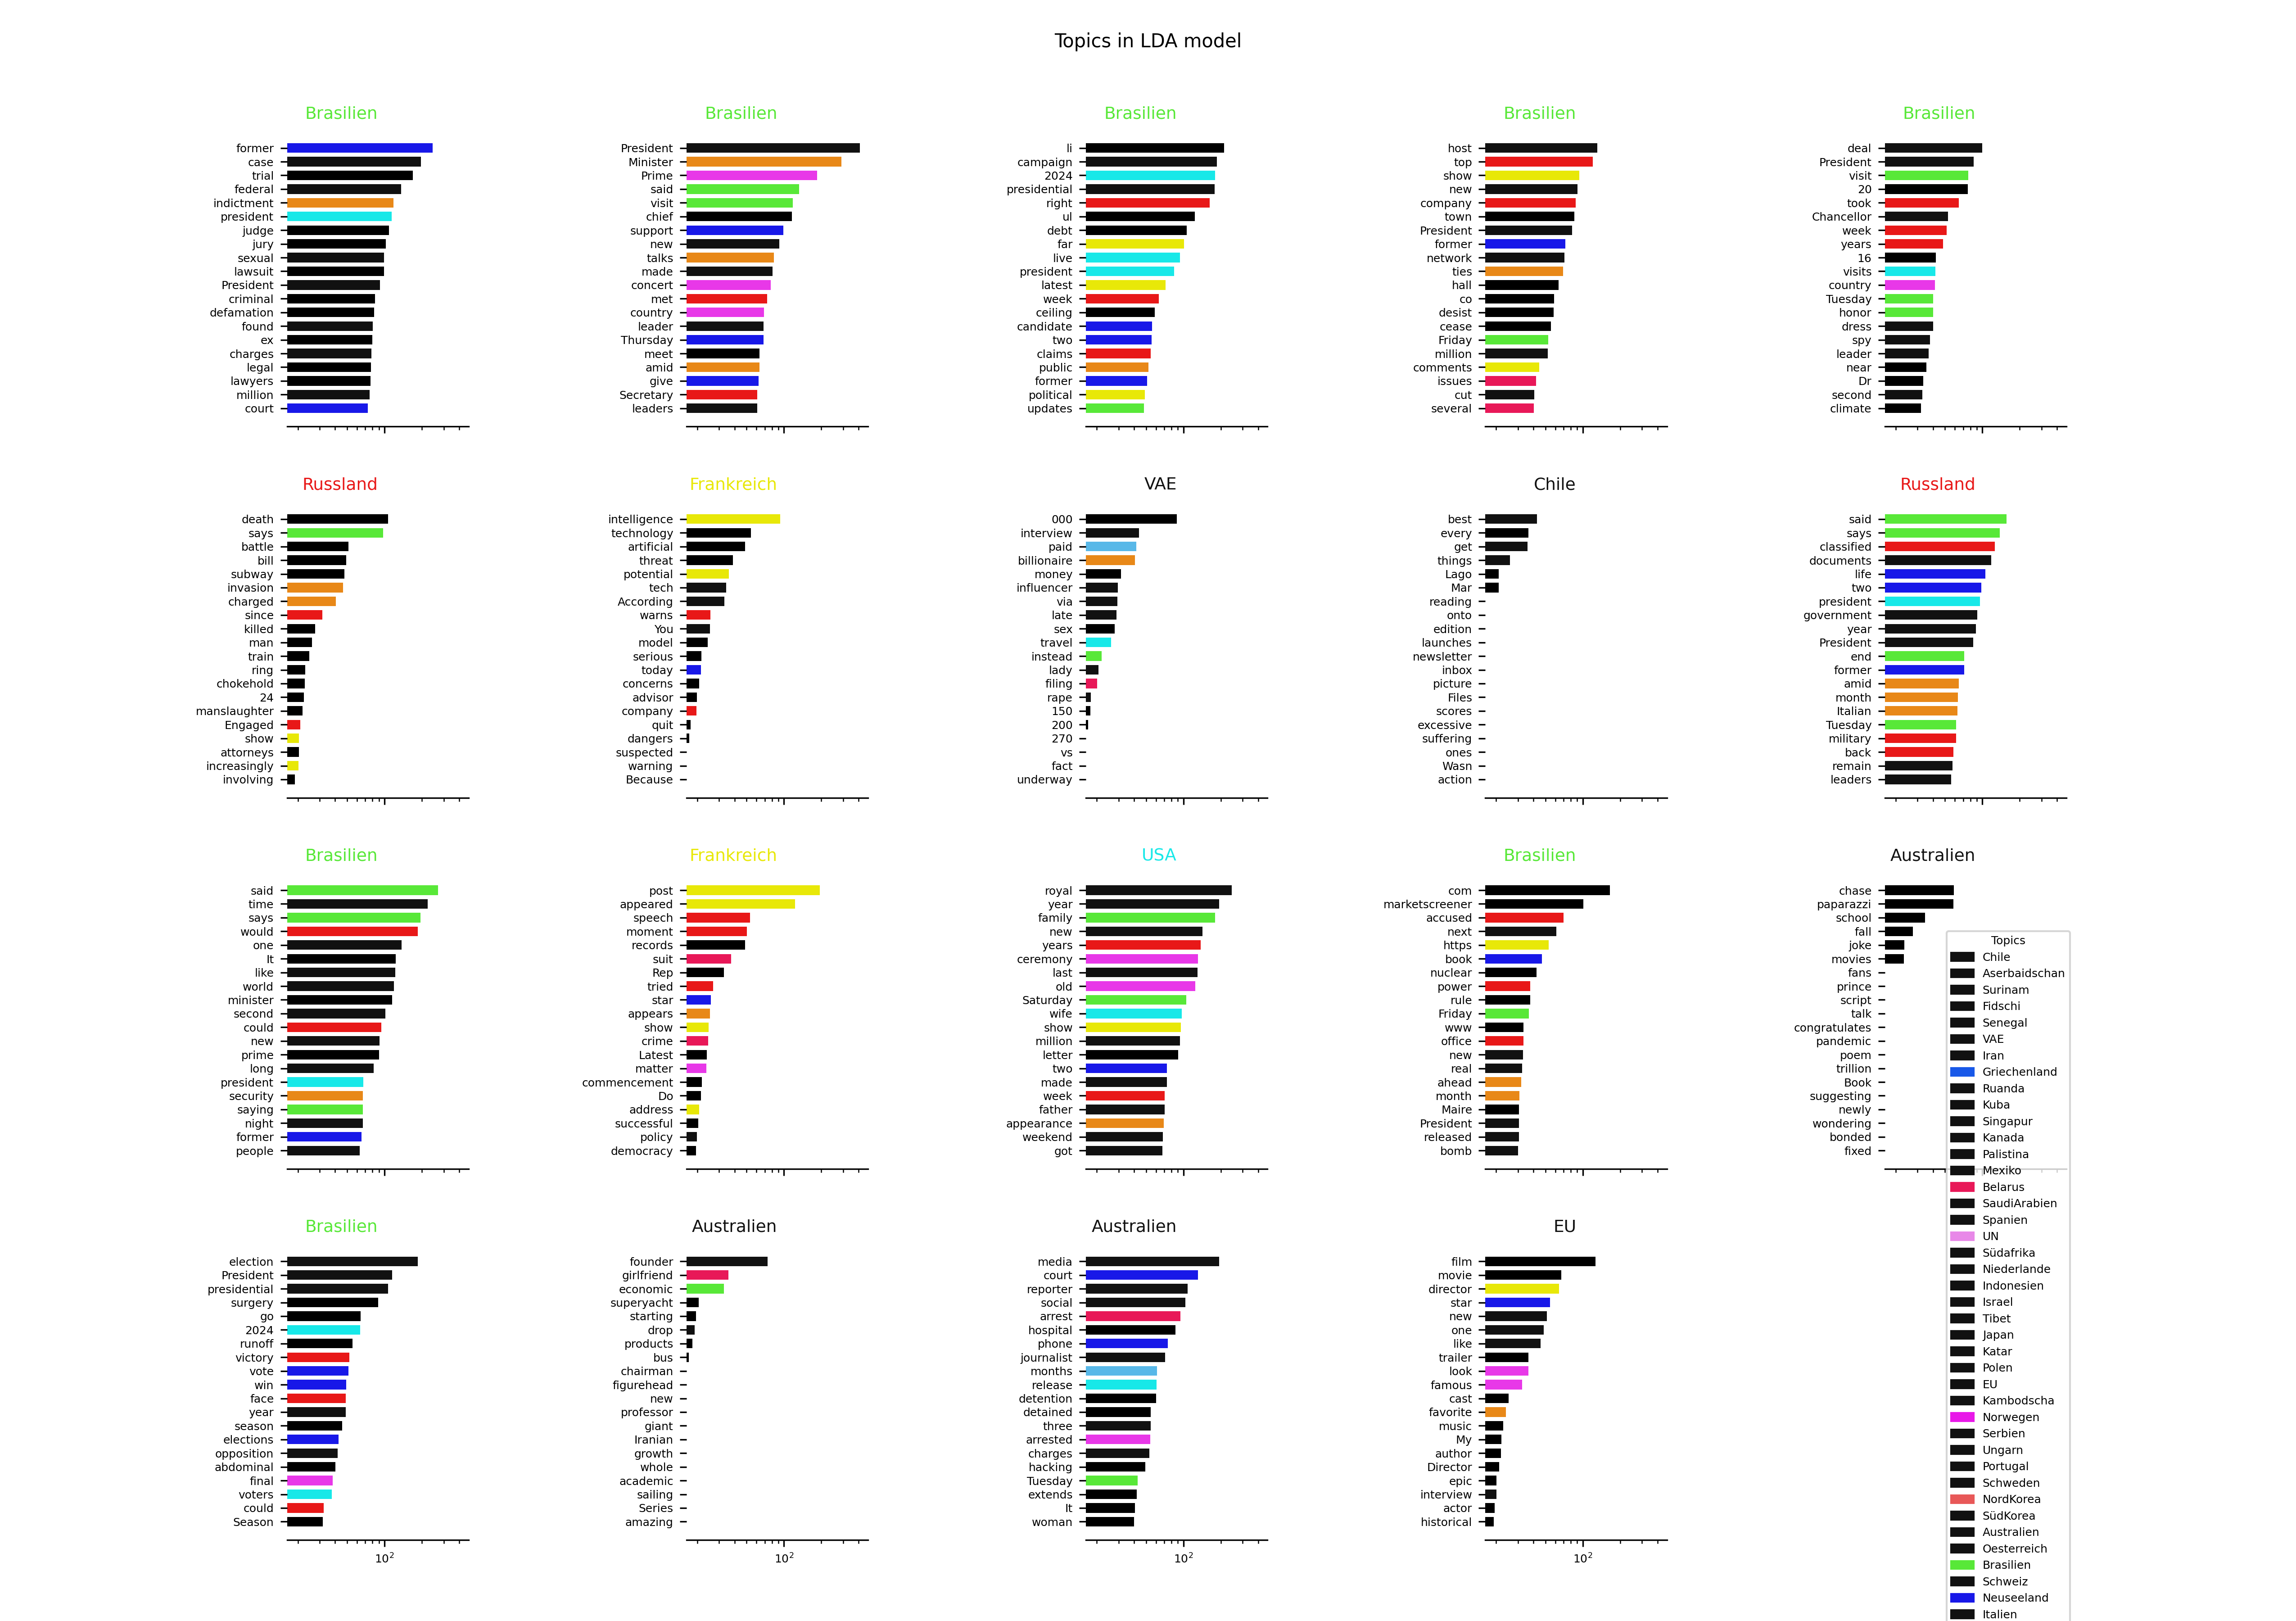 Topics in LDA model
Brasilien
former
case
trial
federal
indictment
president
judge
jury
sexual
lawsuit
President
criminal
defamation
found
ex
charges
legal
lawyers
million
court
Brasilien
President
Minister
Prime
said
visit
chief
support
new
talks
made
concert
met
country
leader
Thursday
meet
amid
give
Secretary
leaders
Brasilien
li
campaign
2024
presidential
right
ul
debt
far
live
president
latest
week
ceiling
candidate
two
claims
public
former
political
updates
Brasilien
host
top
show
new
company
town
President
former
network
ties
hall
co
desist
cease
Friday
million
comments
issues
cut
several
Brasilien
deal
President
visit
20
took
Chancellor
week
years
16
visits
country
Tuesday
honor
dress
spy
leader
near
Dr
second
climate
Russland
death
says
battle
bill
subway
invasion
charged
since
killed
man
train
ring
chokehold
24
manslaughter
Engaged
show
attorneys
increasingly
involving
Frankreich
intelligence
technology
artificial
threat
potential
tech
According
warns
You
model
serious
today
concerns
advisor
company
quit
dangers
suspected
warning
Because
VAE
000
interview
paid
billionaire
money
influencer
via
late
sex
travel
instead
lady
filing
rape
150
200
270
vs
fact
underway
Chile
best
every
get
things
Lago
Mar
reading
onto
edition
launches
newsletter
inbox
picture
Files
scores
excessive
suffering
ones
Wasn
action
Russland
said
says
classified
documents
life
two
president
government
year
President
end
former
amid
month
Italian
Tuesday
military
back
remain
leaders
Brasilien
said
time
says
would
one
It
like
world
minister
second
could
new
prime
long
president
security
saying
night
former
people
Frankreich
post
appeared
speech
moment
records
suit
Rep
tried
star
appears
show
crime
Latest
matter
commencement
Do
address
successful
policy
democracy
USA
royal
year
family
new
years
ceremony
last
old
Saturday
wife
show
million
letter
two
made
week
father
appearance
weekend
got
Brasilien
com
marketscreener
accused
next
https
book
nuclear
power
rule
Friday
www
office
new
real
ahead
month
Maire
President
released
bomb
Australien
chase
paparazzi
school
fall
joke
movies
fans
prince
script
talk
congratulates
pandemic
poem
trillion
Book
suggesting
newly
wondering
bonded
fixed
Brasilien
election
President
presidential
surgery
go
2024
runoff
victory
vote
win
face
year
season
elections
opposition
abdominal
final
voters
could
Season
10²
Australien
founder
girlfriend
economic
superyacht
starting
drop
products
bus
chairman
figurehead
new
professor
giant
Iranian
growth
whole
academic
sailing
Series
amazing
10²
Australien
media
court
reporter
social
arrest
hospital
phone
journalist
months
release
detention
detained
three
arrested
charges
hacking
Tuesday
extends
It
woman
10²
EU
film
movie
director
star
new
one
like
trailer
look
famous
cast
favorite
music
My
author
Director
epic
interview
actor
historical
10²
Topics
Chile
Aserbaidschan
Surinam
Fidschi
Senegal
VAE
Iran
Griechenland
Ruanda
Kuba
Singapur
Kanada
Palistina
Mexiko
Belarus
SaudiArabien
Spanien
UN
Südafrika
Niederlande
Indonesien
Israel
Tibet
Japan
Katar
Polen
EU
Kambodscha
Norwegen
Serbien
Ungarn
Portugal
Schweden
NordKorea
SüdKorea
Australien
Oesterreich
Brasilien
Schweiz
Neuseeland
Italien